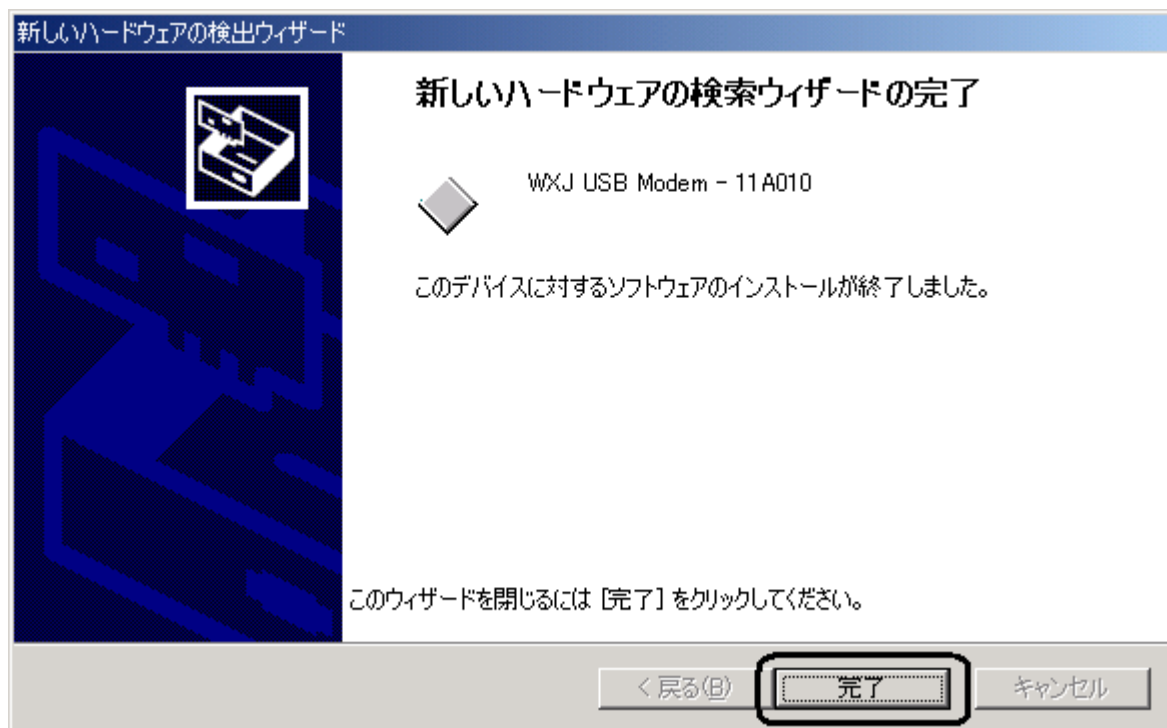 新しいハードウェアの検出ウィザード
新しいハードウェアの検索ウィザードの完了
WXJ USB Modem - 11A010
このデバイスに対するソフトウェアのインストールが終了しました。
このウィザードを閉じるには [完了] をクリックしてください。
< 戻る(B) 完了 キャンセル